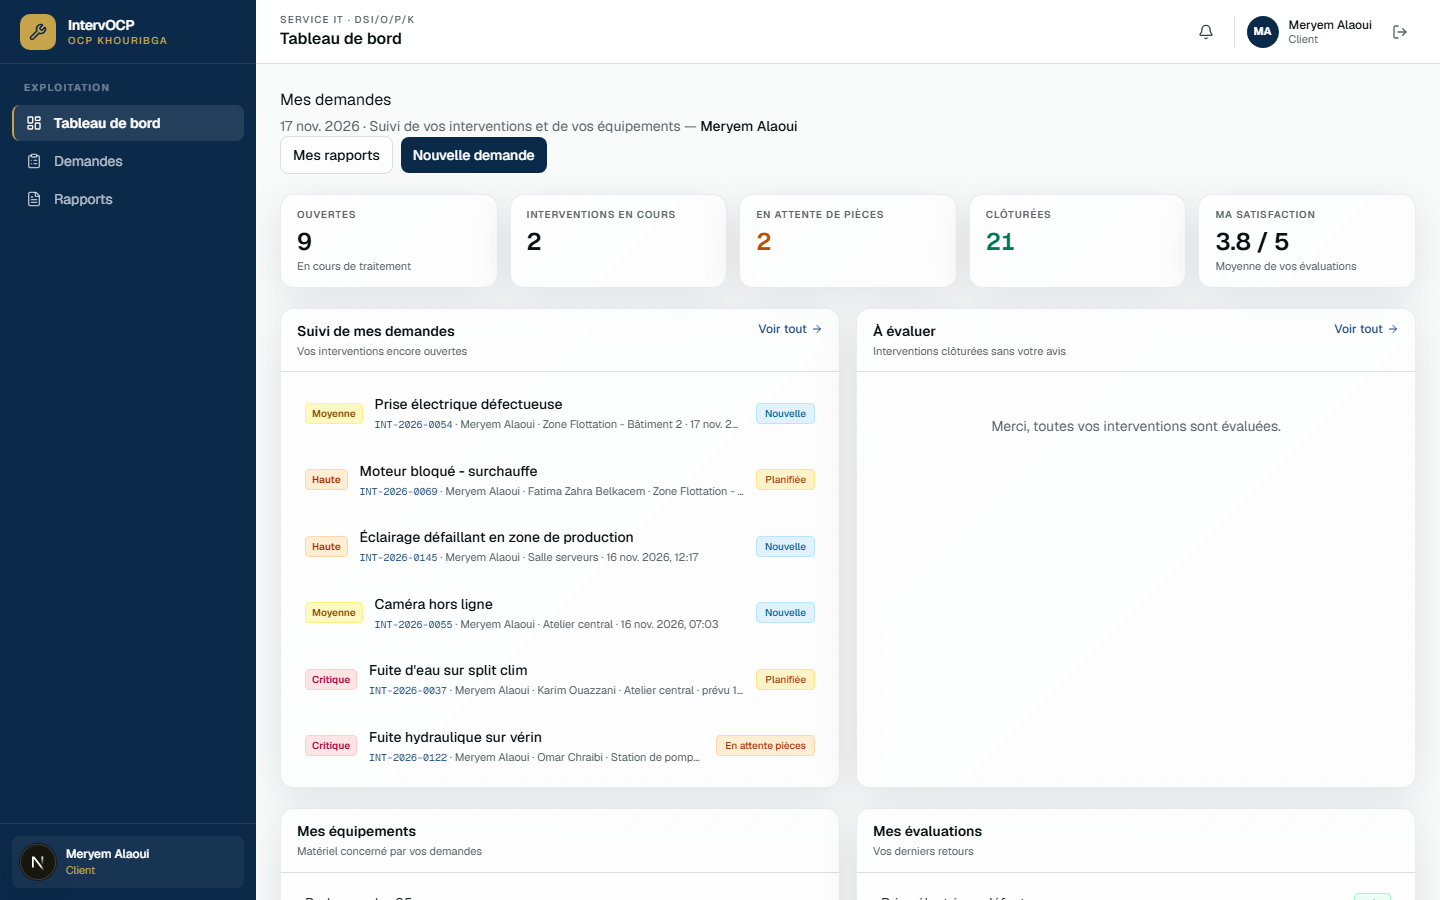 IntervOCP
OCP KHOURIBGA
EXPLOITATION
Tableau de bord
Demandes
Rapports
Meryem Alaoui
Client
SERVICE IT · DSI/O/P/K
Tableau de bord
MA
Meryem Alaoui
Client
Mes demandes
17 nov. 2026 · Suivi de vos interventions et de vos équipements — Meryem Alaoui
Mes rapports
Nouvelle demande
OUVERTES
9
En cours de traitement
INTERVENTIONS EN COURS
2
EN ATTENTE DE PIÈCES
2
CLÔTURÉES
21
MA SATISFACTION
3.8 / 5
Moyenne de vos évaluations
Suivi de mes demandes
Voir tout →
Vos interventions encore ouvertes
Moyenne
Prise électrique défectueuse
INT-2026-0054 · Meryem Alaoui · Zone Flottation - Bâtiment 2 · 17 nov. 2…
Nouvelle
Haute
Moteur bloqué - surchauffe
INT-2026-0069 · Meryem Alaoui · Fatima Zahra Belkacem · Zone Flottation - …
Planifiée
Haute
Éclairage défaillant en zone de production
INT-2026-0145 · Meryem Alaoui · Salle serveurs · 16 nov. 2026, 12:17
Nouvelle
Moyenne
Caméra hors ligne
INT-2026-0055 · Meryem Alaoui · Atelier central · 16 nov. 2026, 07:03
Nouvelle
Critique
Fuite d'eau sur split clim
INT-2026-0037 · Meryem Alaoui · Karim Ouazzani · Atelier central · prévu 1…
Planifiée
Critique
Fuite hydraulique sur vérin
INT-2026-0122 · Meryem Alaoui · Omar Chraibi · Station de pomp…
En attente pièces
À évaluer
Voir tout →
Interventions clôturées sans votre avis
Merci, toutes vos interventions sont évaluées.
Mes équipements
Matériel concerné par vos demandes
Mes évaluations
Vos derniers retours